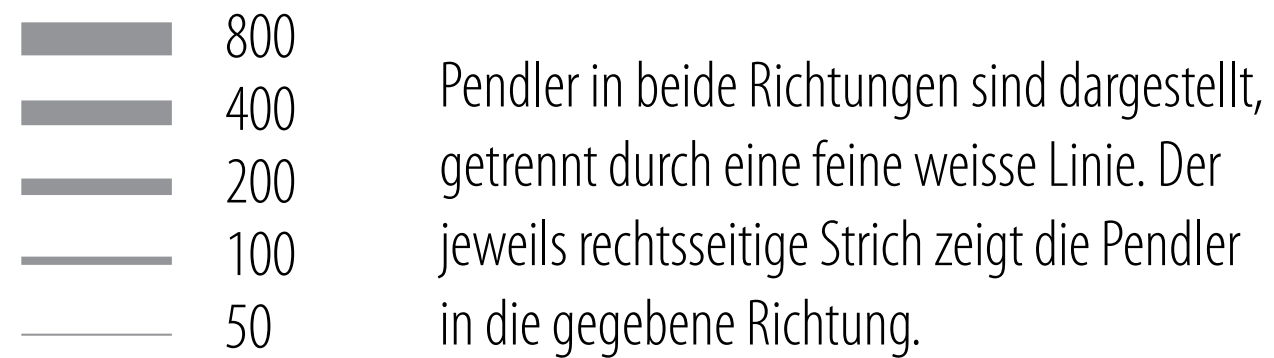 800
400
200
100
50
Pendler in beide Richtungen sind dargestellt,
getrennt durch eine feine weisse Linie. Der
jeweils rechtsseitige Strich zeigt die Pendler
in die gegebene Richtung.